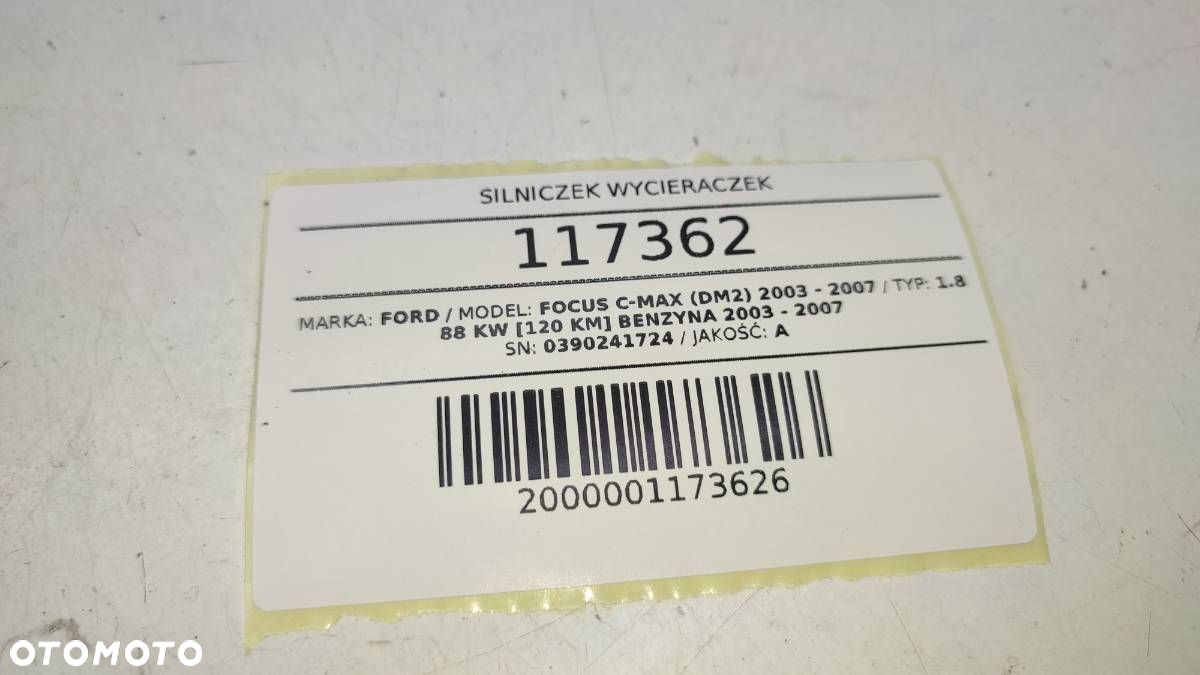 SILNICZEK WYCIERACZEK
117362
MARKA: FORD / MODEL: FOCUS C-MAX (DM2) 2003 - 2007 / TYP: 1.8
88 KW [120 KM] BENZYNA 2003 - 2007
SN: 0390241724 / JAKOŚĆ: A
2000001173626
OTOMOTO